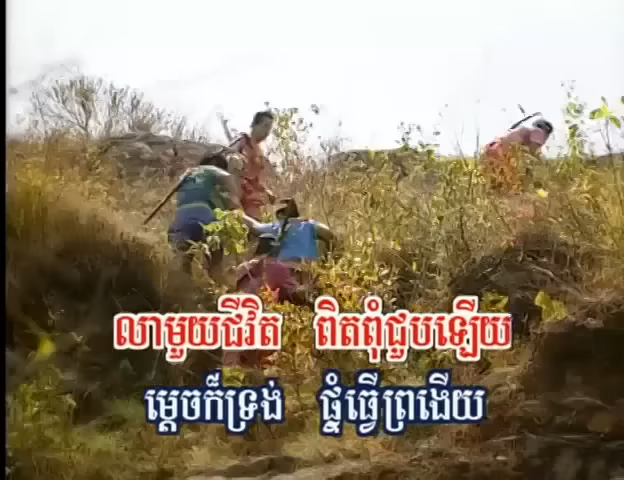 លាមួយជីវិត ពិតពុំជួបឡើយ
ម្ដេចក៏ទ្រង់ ផ្ទំធ្វើព្រងើយ